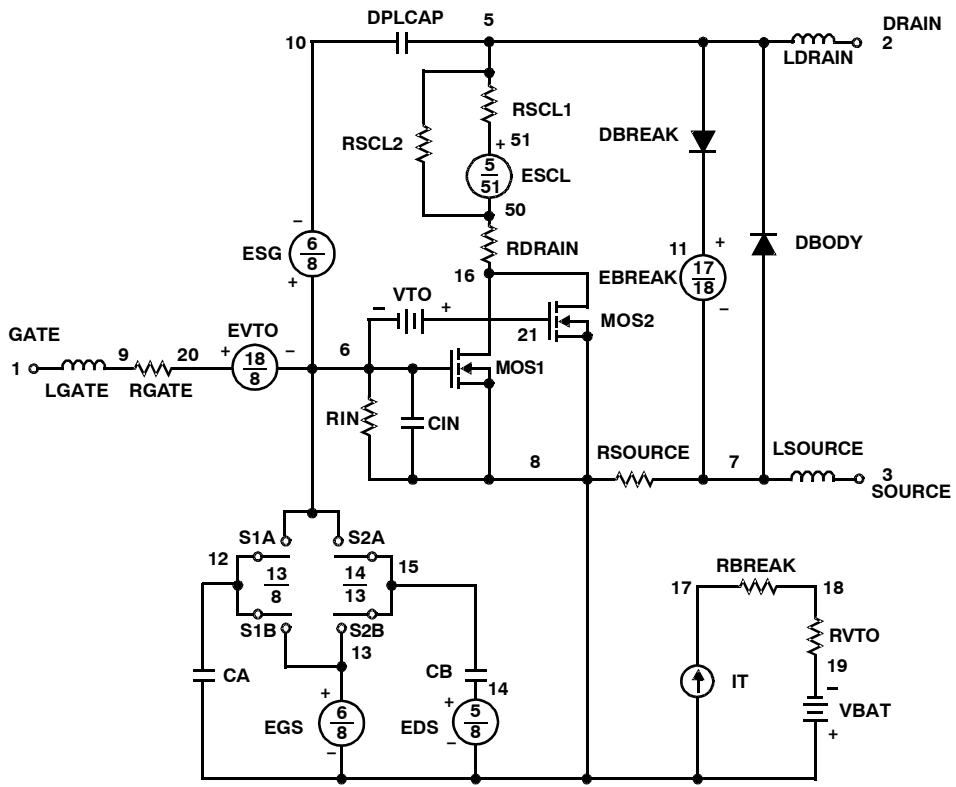 DPLCAP
5
DRAIN
10
2
LDRAIN
RSCL1
RSCL2
+ 51
DBREAK
5
51
ESCL
50
–
ESG
6
8
+
RDRAIN
11
+
DBODY
16
EBREAK
17
18
–
VTO
–
+
MOS2
21
GATE
EVTO
9
20
+
18
8
–
6
1
LGATE
RGATE
MOS1
RIN
CIN
8
RSOURCE
7
LSOURCE
3
SOURCE
S1A
S2A
12
13
8
14
13
15
S1B
S2B
13
RBREAK
17
18
RVTO
19
–
CA
CB
14
IT
VBAT
+
+
EGS
6
8
–
+
EDS
5
8
–